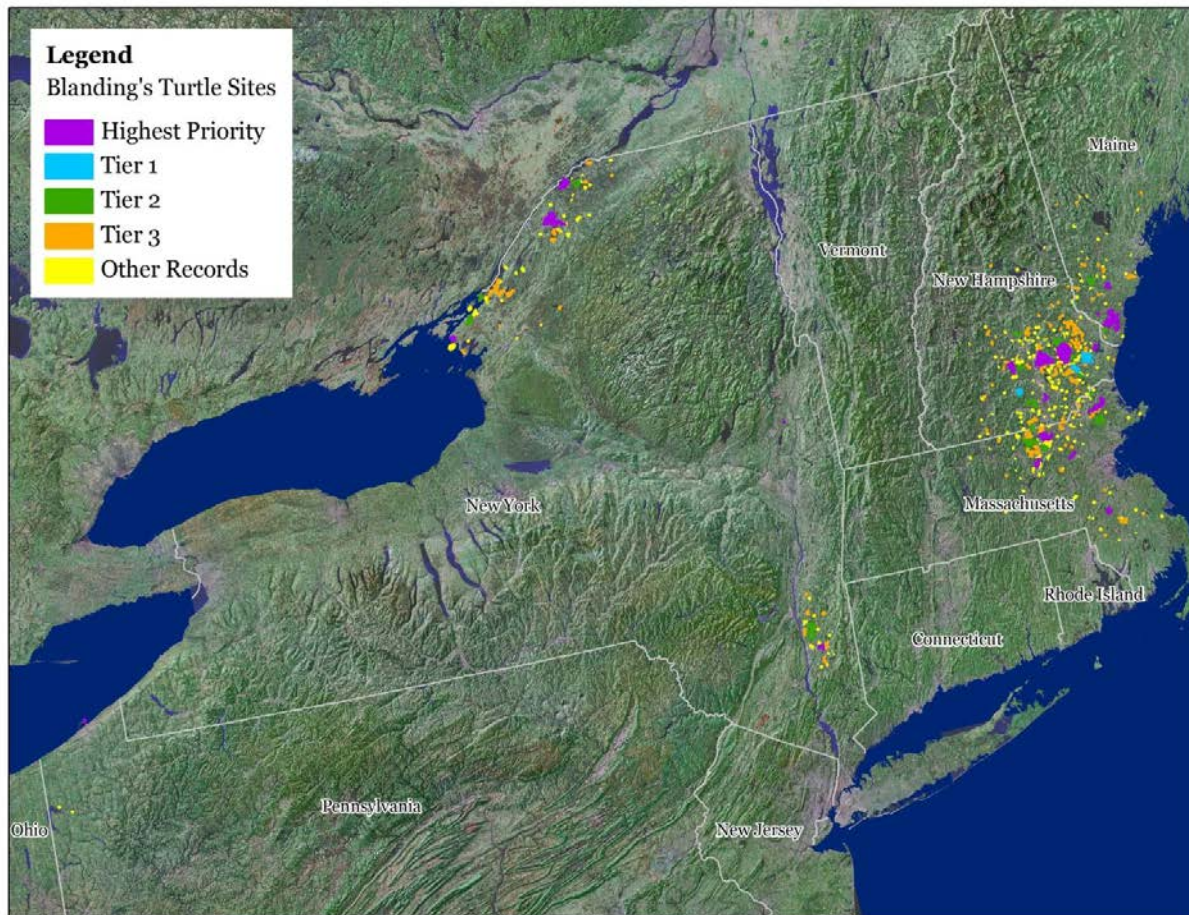 Legend
Blanding's Turtle Sites
Highest Priority
Tier 1
Tier 2
Tier 3
Other Records
Maine
Vermont
New Hampshire
New York
Massachusetts
Rhode Island
Connecticut
Pennsylvania
Ohio
New Jersey